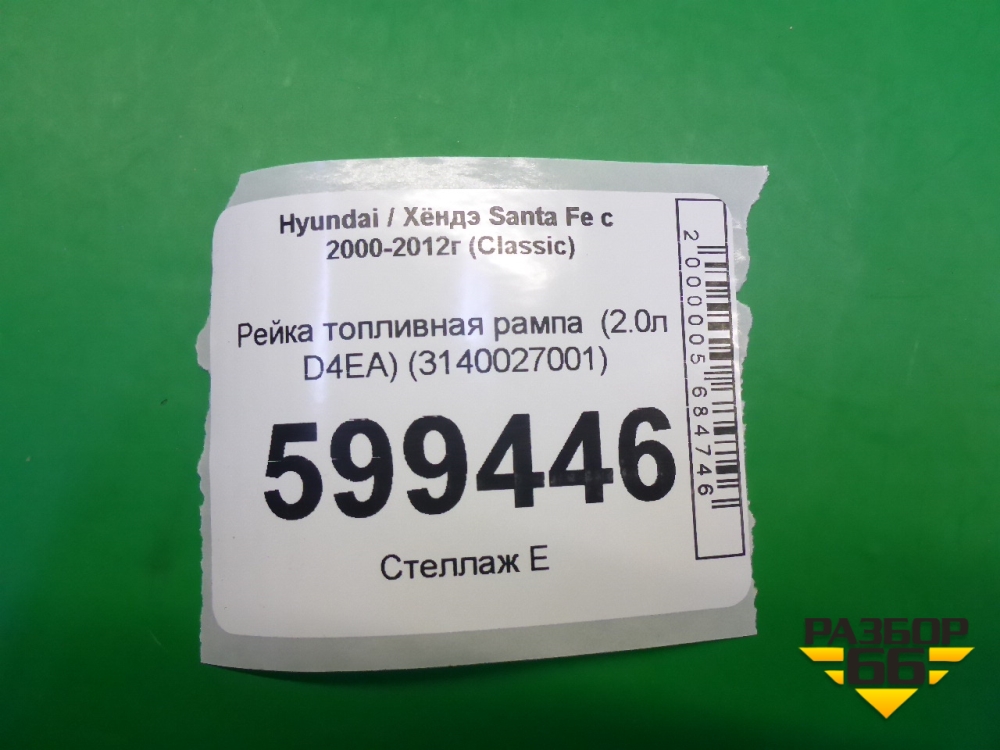 Hyundai / Хёндэ Santa Fe с
2000-2012г (Classic)
Рейка топливная рампа (2.0л
D4EA) (3140027001)
599446
Стеллаж Е
2000005684746
РАЗБОР
66